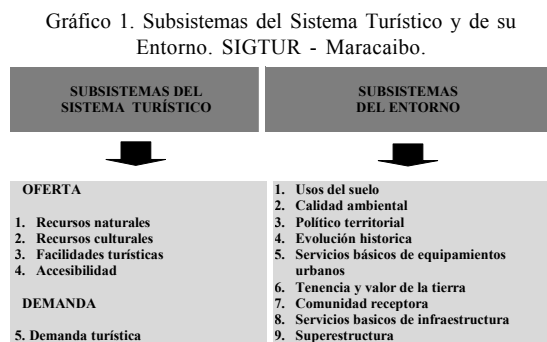 Gráfico 1. Subsistemas del Sistema Turístico y de su
Entorno. SIGTUR - Maracaibo.
SUBSISTEMAS DEL
SISTEMA TURÍSTICO
OFERTA
1. Recursos naturales
2. Recursos culturales
3. Facilidades turísticas
4. Accesibilidad
DEMANDA
5. Demanda turística
SUBSISTEMAS
DEL ENTORNO
1. Usos del suelo
2. Calidad ambiental
3. Político territorial
4. Evolución historica
5. Servicios básicos de equipamientos
urbanos
6. Tenencia y valor de la tierra
7. Comunidad receptora
8. Servicios basicos de infraestructura
9. Superestructura